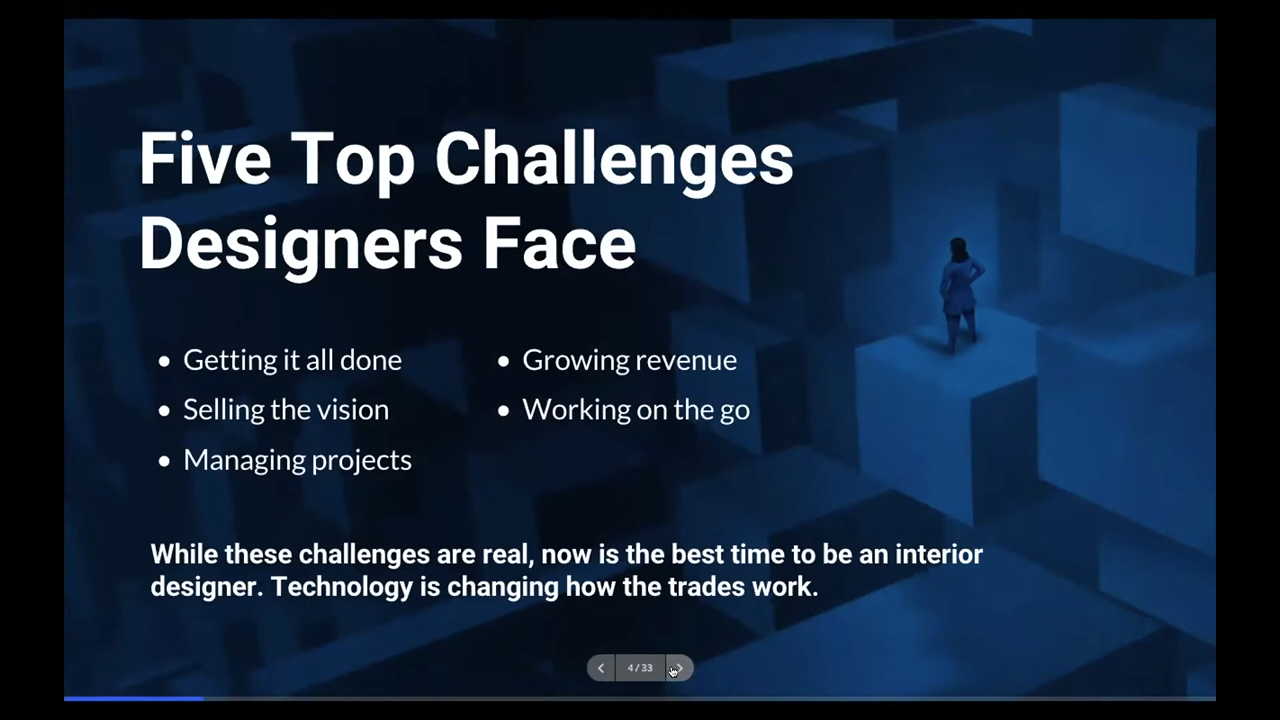 Five Top Challenges
Designers Face
• Getting it all done
• Selling the vision
• Managing projects
• Growing revenue
• Working on the go
While these challenges are real, now is the best time to be an interior
designer. Technology is changing how the trades work.
4 / 33